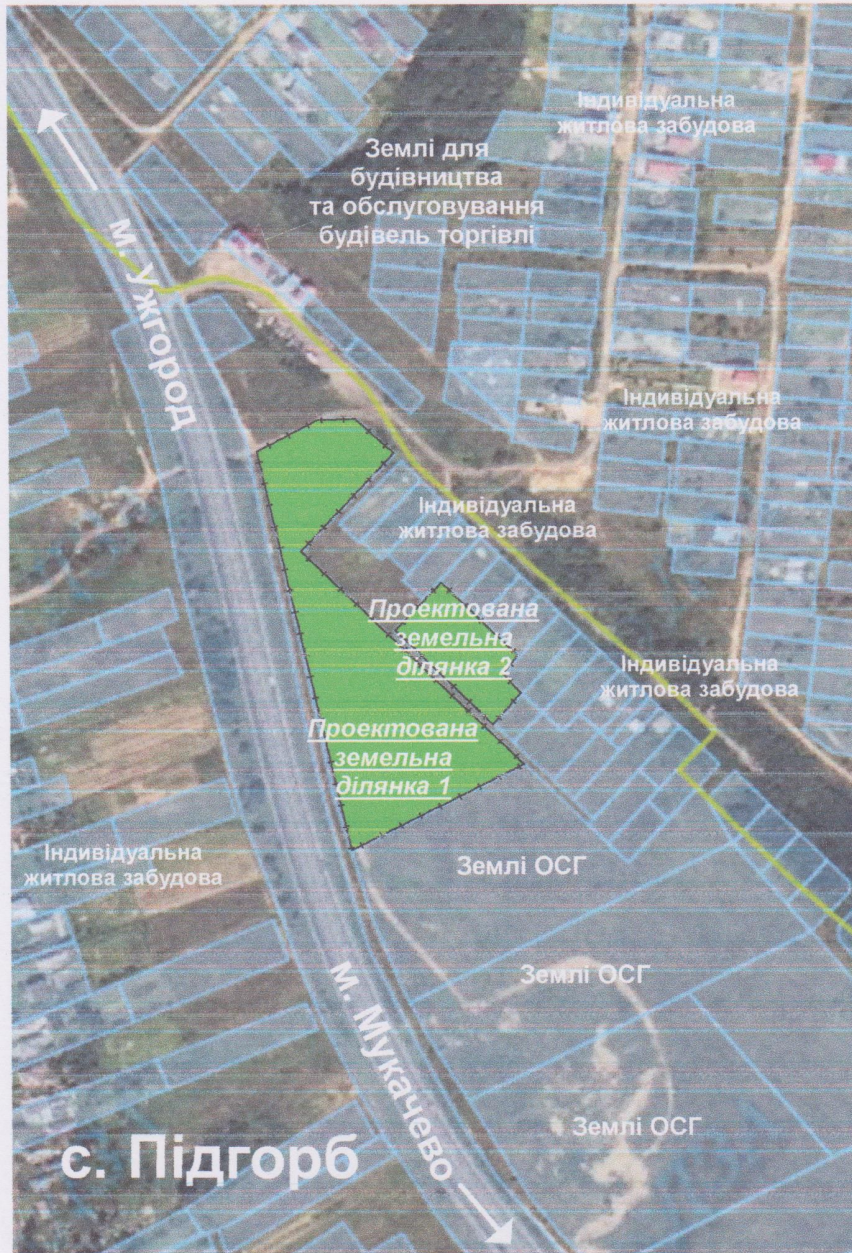 Індивідуальна
житлова забудова
Землі для
будівництва
та обслуговування
будівель торгівлі
м. Ужгород
Індивідуальна
житлова забудова
Індивідуальна
житлова забудова
Проектована
земельна
ділянка 2
Індивідуальна
житлова забудова
Проектована
земельна
ділянка 1
Індивідуальна
житлова забудова
Землі ОСГ
Землі ОСГ
м. Мукачево
Землі ОСГ
с. Підгорб